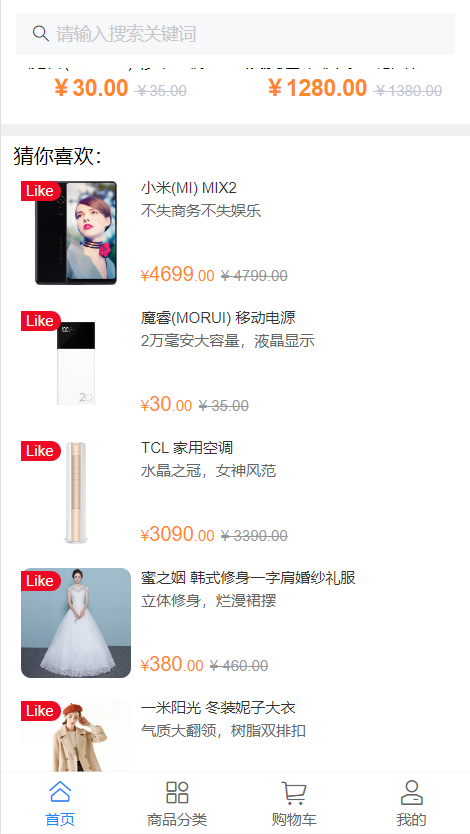 请输入搜索关键词
¥30.00 ¥35.00
¥1280.00 ¥1380.00
猜你喜欢：
Like
小米(MI) MIX2
不失商务不失娱乐
¥4699.00 ¥4799.00
Like
魔睿(MORUI) 移动电源
2万毫安大容量，液晶显示
¥30.00 ¥35.00
Like
TCL 家用空调
水晶之冠，女神风范
¥3090.00 ¥3390.00
Like
蜜之姻 韩式修身一字肩婚纱礼服
立体修身，烂漫裙摆
¥380.00 ¥460.00
Like
一米阳光 冬装妮子大衣
气质大翻领，树脂双排扣
首页
商品分类
购物车
我的